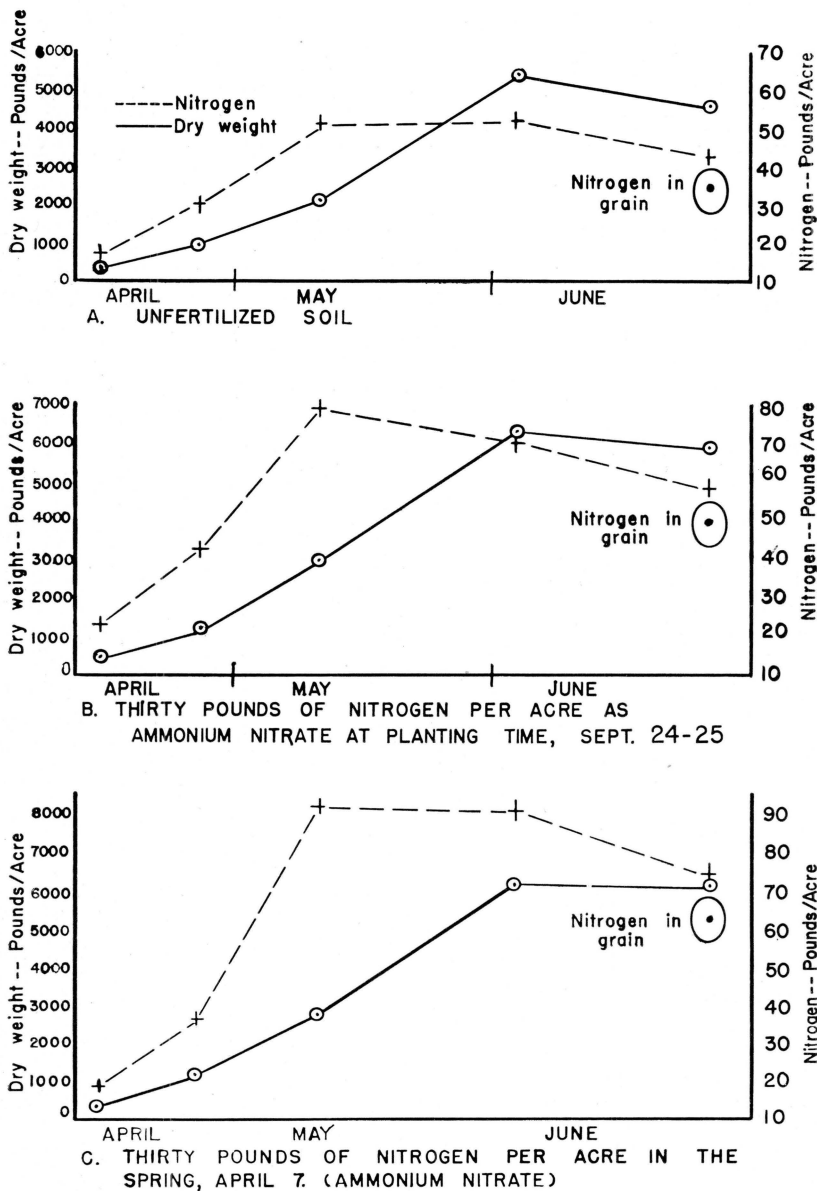 6000
5000
4000
3000
2000
1000
0
Dry weight-- Pounds/Acre
-----Nitrogen
——Dry weight
70
60
50
40
30
20
10
Nitrogen-- Pounds/Acre
Nitrogen in
grain
APRIL MAY JUNE
A. UNFERTILIZED SOIL
7000
6000
5000
4000
3000
2000
1000
0
Dry weight-- Pounds/Acre
80
70
60
50
40
30
20
10
Nitrogen-- Pounds/Acre
Nitrogen in
grain
APRIL MAY JUNE
B. THIRTY POUNDS OF NITROGEN PER ACRE AS
AMMONIUM NITRATE AT PLANTING TIME, SEPT. 24-25
8000
7000
6000
5000
4000
3000
2000
1000
0
Dry weight-- Pounds/Acre
90
80
70
60
50
40
30
20
10
Nitrogen-- Pounds/Acre
Nitrogen in
grain
APRIL MAY JUNE
C. THIRTY POUNDS OF NITROGEN PER ACRE IN THE
SPRING, APRIL 7. (AMMONIUM NITRATE)